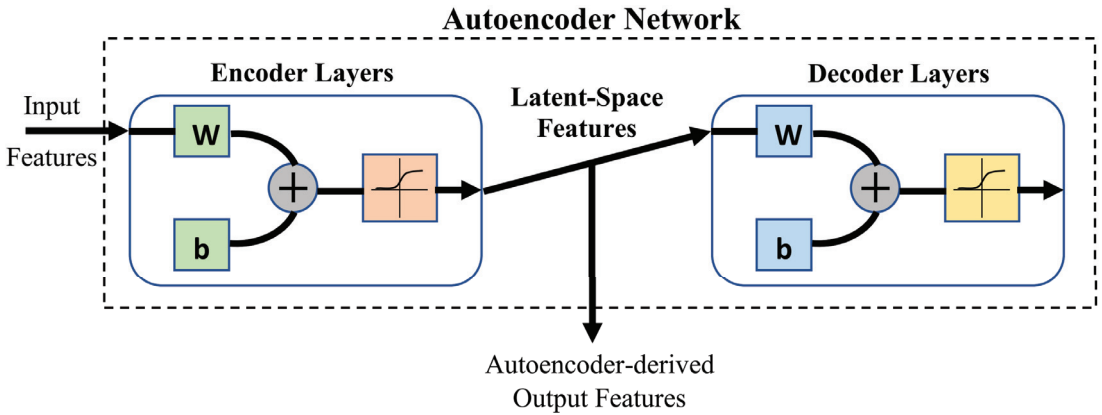 Autoencoder Network
Encoder Layers
Decoder Layers
Latent-Space
Features
Input
Features
W
b
+
W
b
+
Autoencoder-derived
Output Features